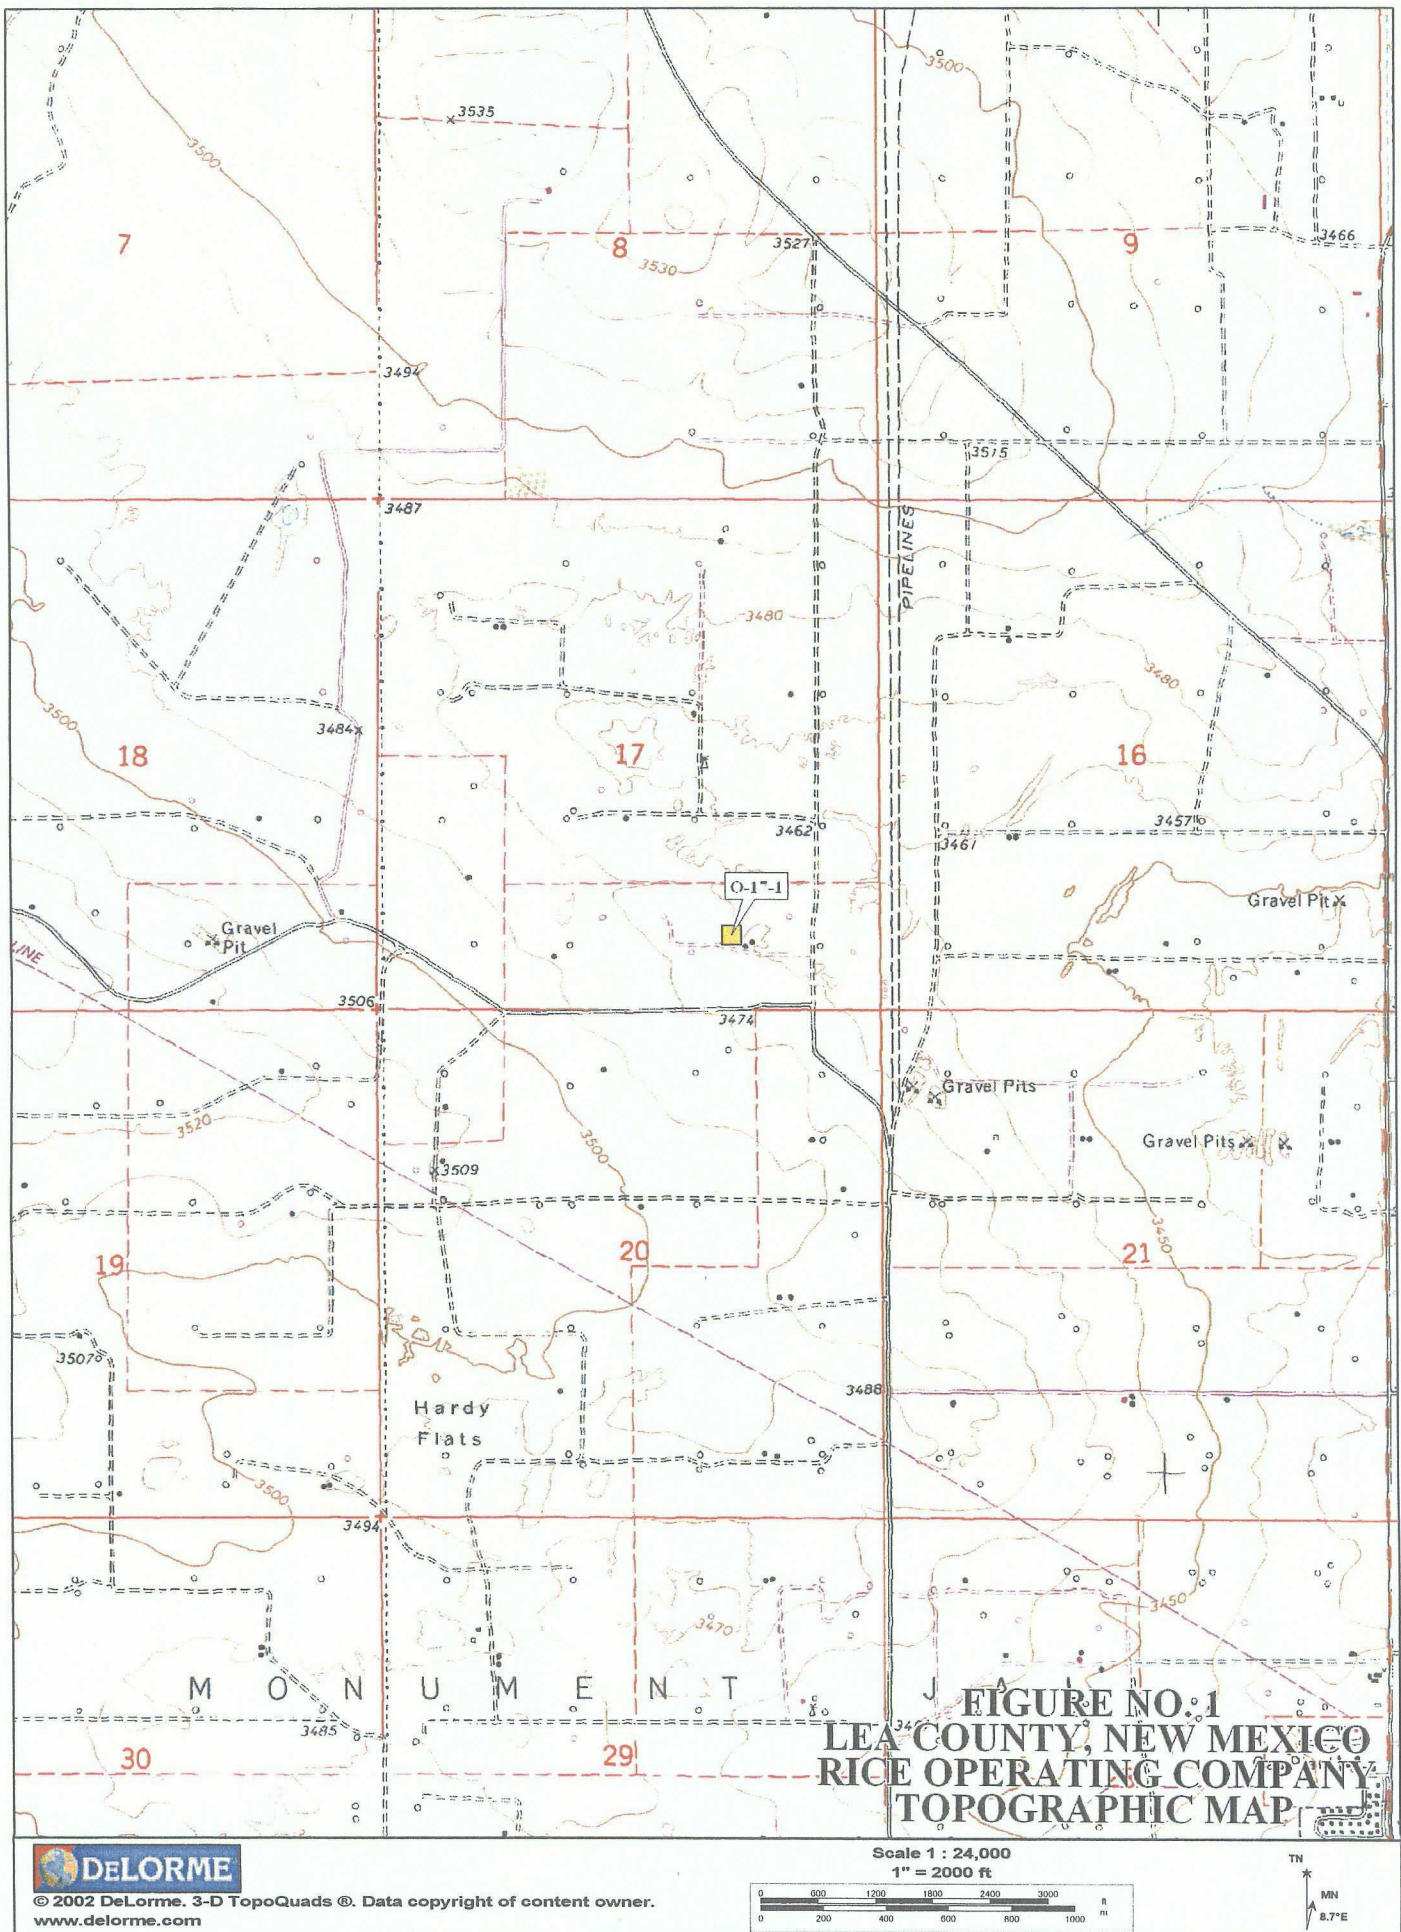 3500
3535
3500
7
8
3527
9
3466
3530
3494
3515
3487
PIPELINES
3480
3480
3500
3484
18
17
16
3462
3457
3461
O-17-1
Gravel Pit
Gravel
Pit
LINE
3506
3474
Gravel Pits
3520
3500
Gravel Pits
3509
3450
19
20
21
3507
3488
Hardy
Flats
3500
3494
3450
3470
MONUMENT
J
3485
30
29
FIGURE NO. 1
LEA COUNTY, NEW MEXICO
RICE OPERATING COMPANY
TOPOGRAPHIC MAP
DELORME
© 2002 DeLorme. 3-D TopoQuads ®. Data copyright of content owner.
www.delorme.com
Scale 1 : 24,000
1" = 2000 ft
0 600 1200 1800 2400 3000 ft
0 200 400 600 800 1000 m
TN
MN
8.7°E